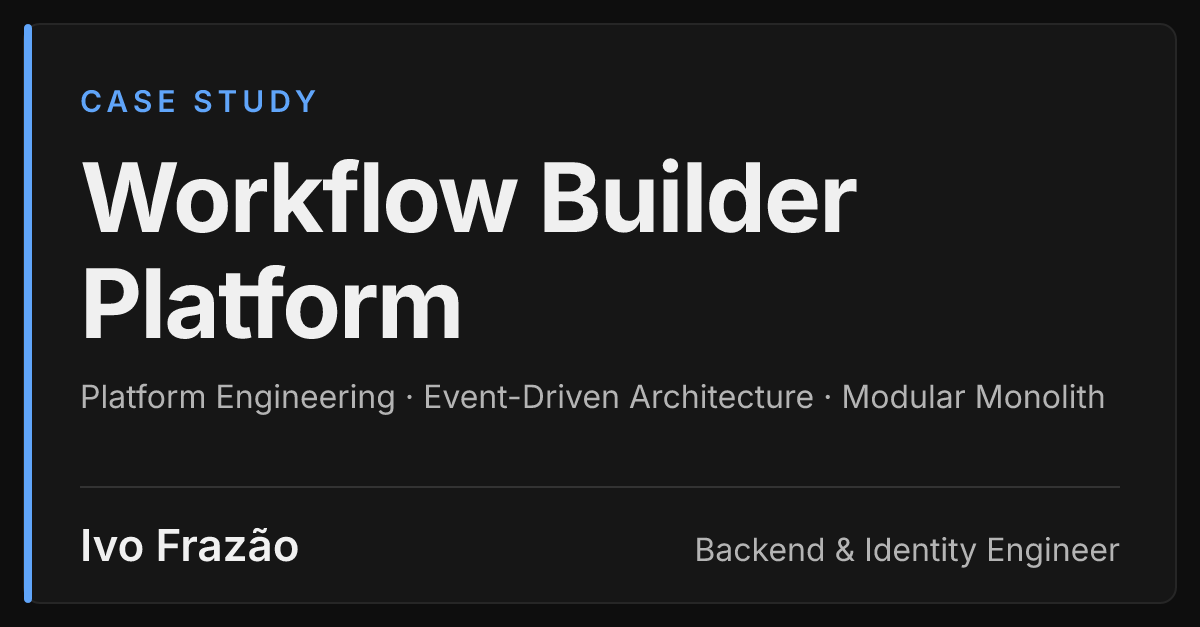 CASE STUDY
Workflow Builder
Platform
Platform Engineering · Event-Driven Architecture · Modular Monolith
Ivo Frazão
Backend & Identity Engineer